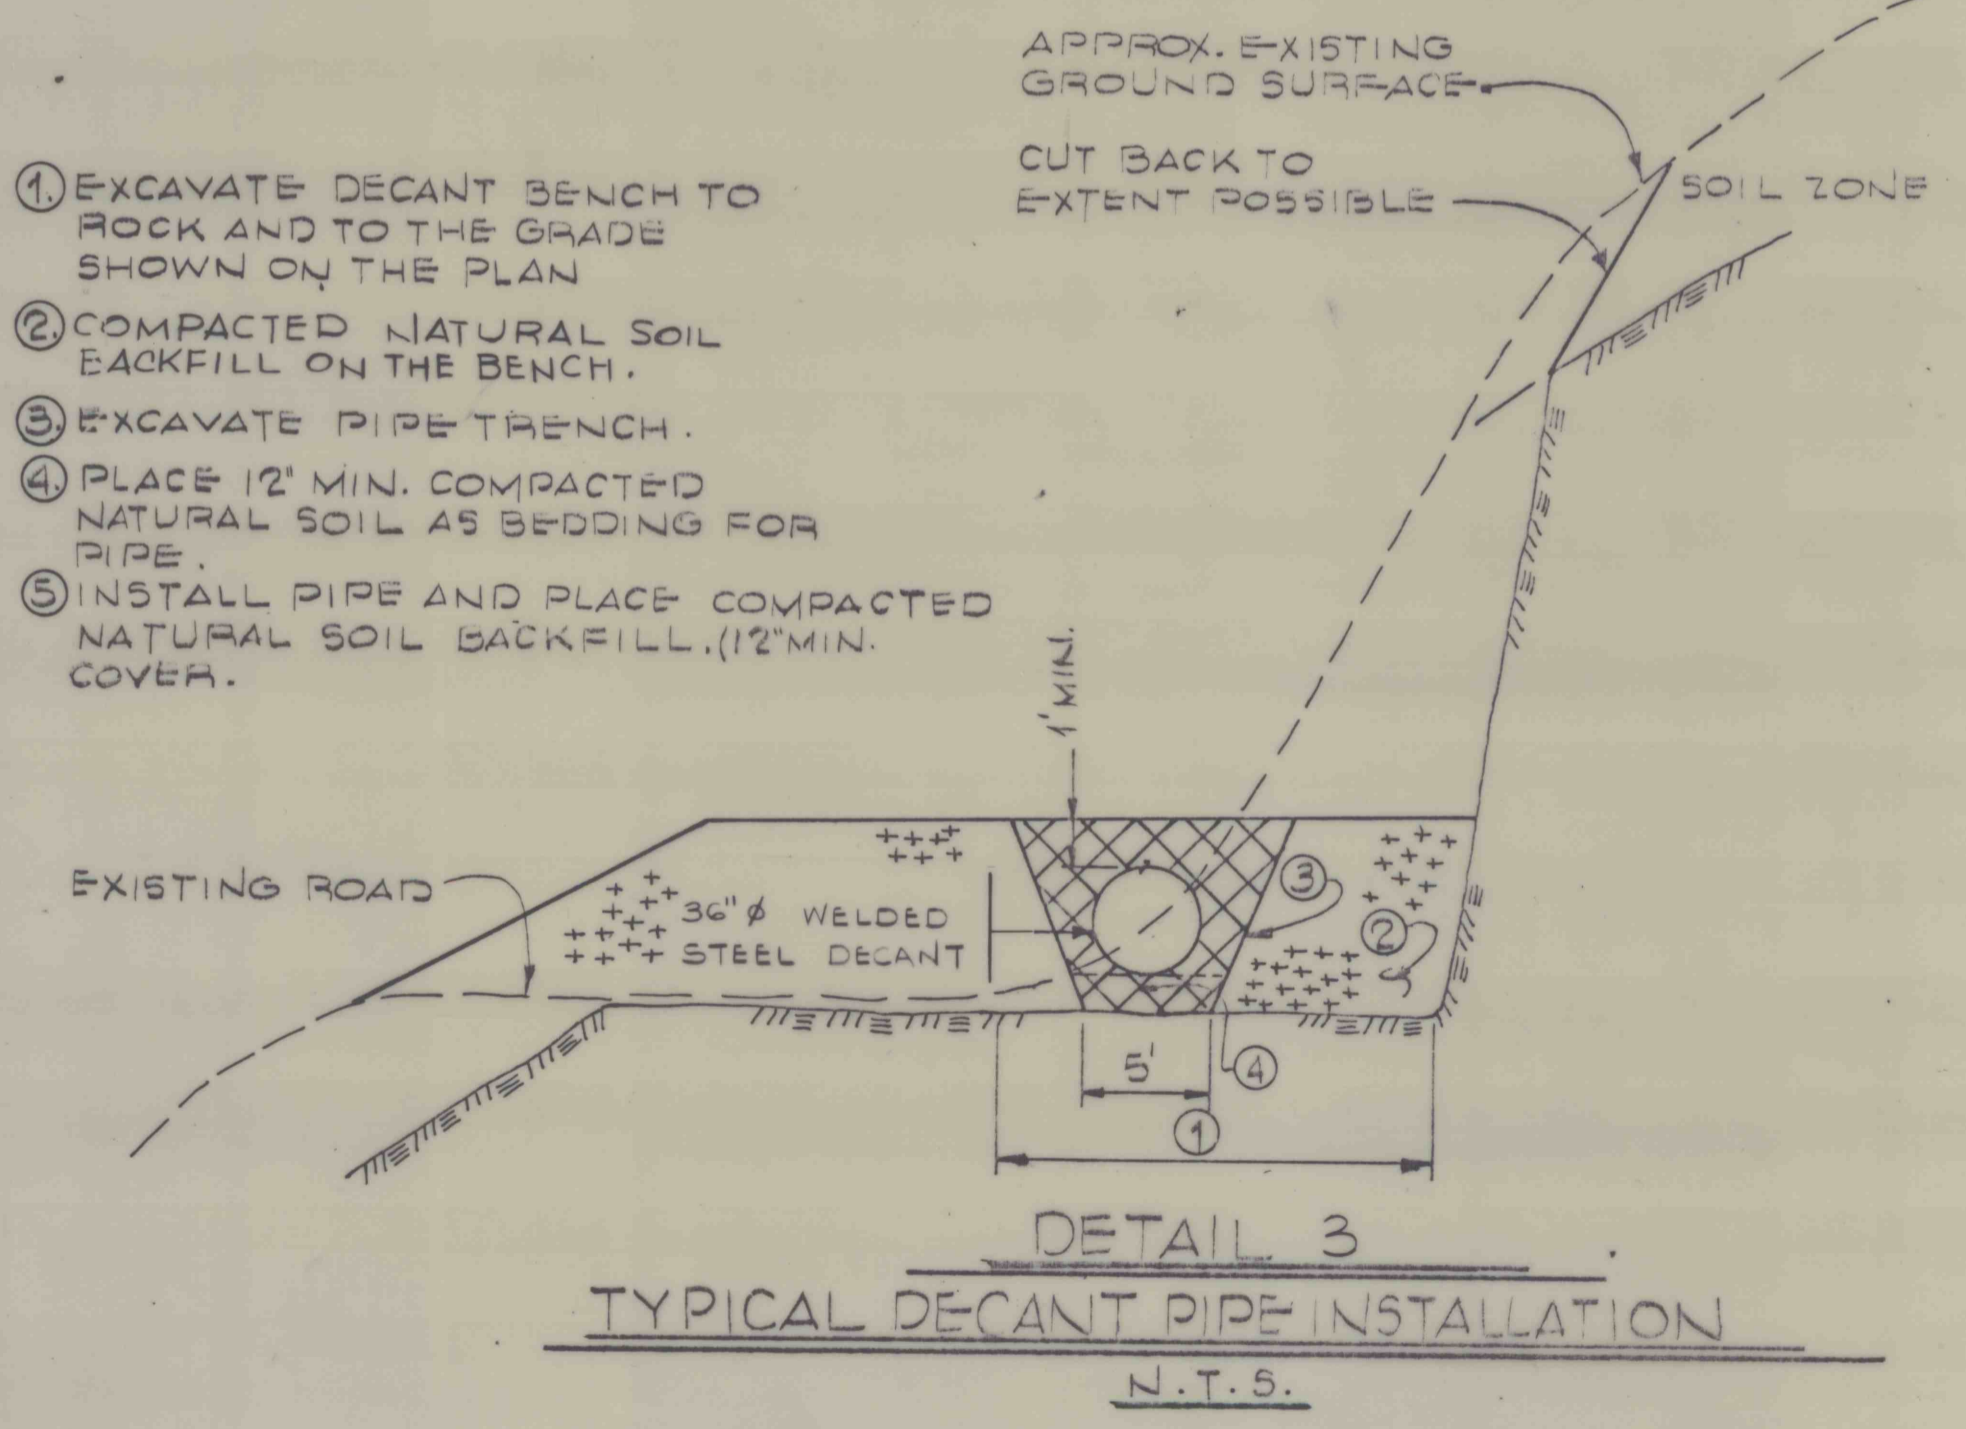 APPROX. EXISTING
GROUND SURFACE
CUT BACK TO
EXTENT POSSIBLE
SOIL ZONE
1. EXCAVATE DECANT BENCH TO
ROCK AND TO THE GRADE
SHOWN ON THE PLAN
2. COMPACTED NATURAL SOIL
BACKFILL ON THE BENCH.
3. EXCAVATE PIPE TRENCH.
4. PLACE 12" MIN. COMPACTED
NATURAL SOIL AS BEDDING FOR
PIPE.
5 INSTALL PIPE AND PLACE COMPACTED
NATURAL SOIL BACKFILL.(12"MIN.
COVER.
1' MIN.
EXISTING ROAD
36"φ WELDED
STEEL DECANT
3
2
5'
4
1
DETAIL 3
TYPICAL DECANT PIPE INSTALLATION
N.T.S.